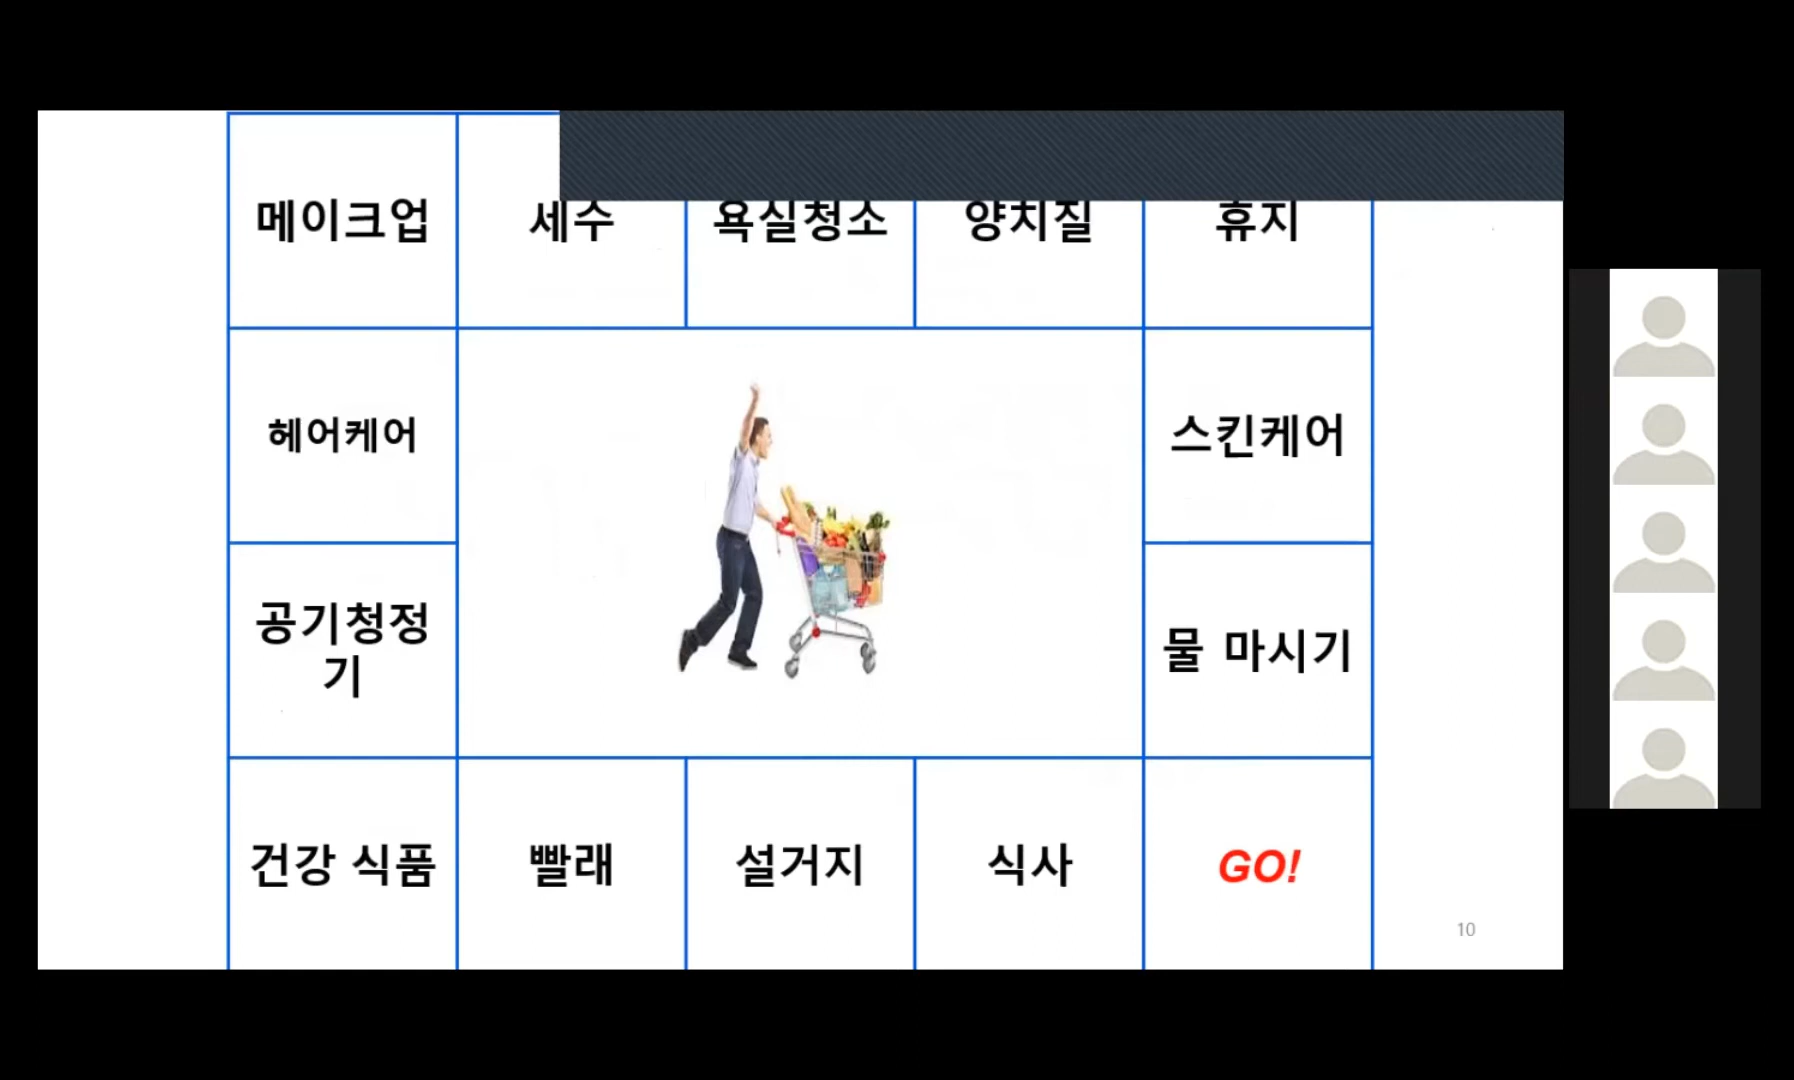 메이크업
세수
욕실청소
양치질
휴지
헤어케어
스킨케어
공기청정
기
물 마시기
건강 식품
빨래
설거지
식사
GO!
10